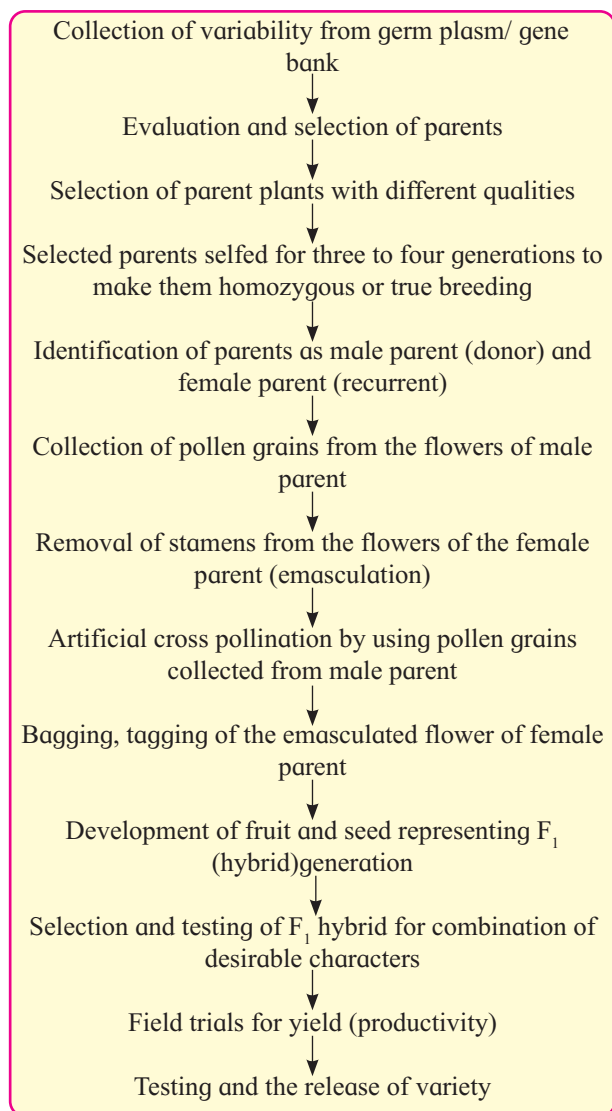 Collection of variability from germ plasm/ gene
bank
Evaluation and selection of parents
Selection of parent plants with different qualities
Selected parents selfed for three to four generations to
make them homozygous or true breeding
Identification of parents as male parent (donor) and
female parent (recurrent)
Collection of pollen grains from the flowers of male
parent
Removal of stamens from the flowers of the female
parent (emasculation)
Artificial cross pollination by using pollen grains
collected from male parent
Bagging, tagging of the emasculated flower of female
parent
Development of fruit and seed representing F₁
(hybrid)generation
Selection and testing of F₁ hybrid for combination of
desirable characters
Field trials for yield (productivity)
Testing and the release of variety